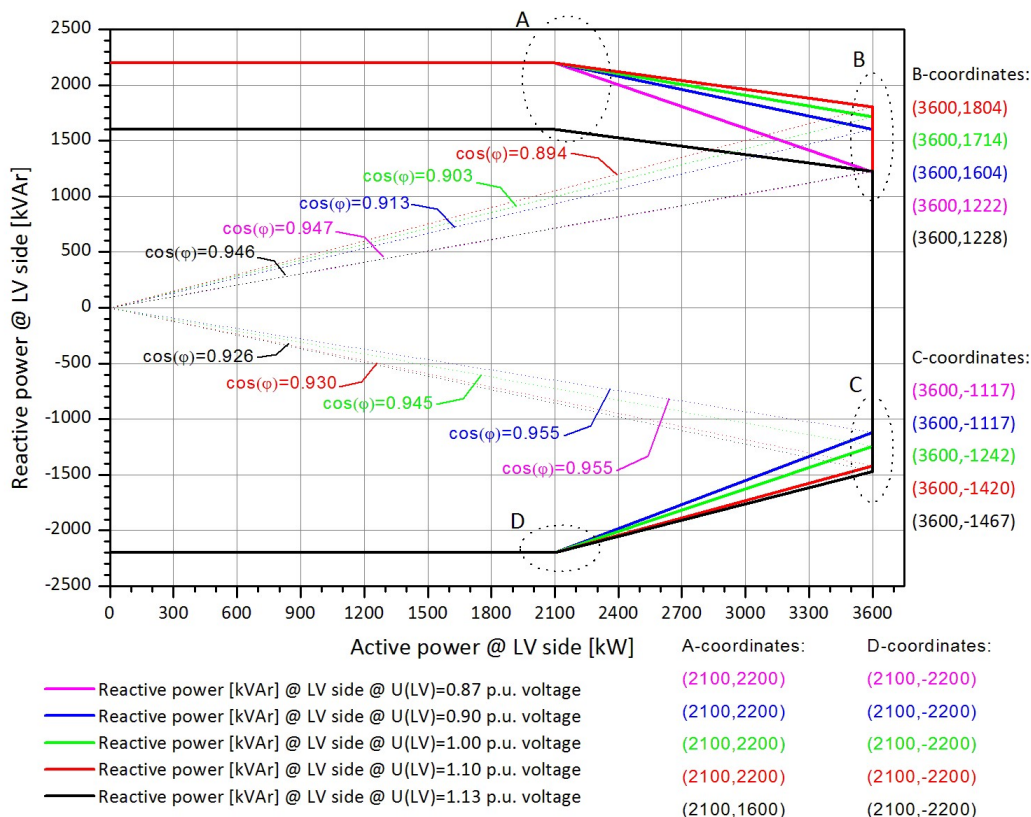 A
B
B-coordinates:
(3600,1804)
(3600,1714)
(3600,1604)
(3600,1222)
(3600,1228)
2500
2000
1500
1000
500
0
-500
-1000
-1500
-2000
-2500
Reactive power @ LV side [kVAr]
cos(φ)=0.894
cos(φ)=0.903
cos(φ)=0.913
cos(φ)=0.947
cos(φ)=0.946
cos(φ)=0.926
cos(φ)=0.930
cos(φ)=0.945
cos(φ)=0.955
cos(φ)=0.955
C
C-coordinates:
(3600,-1117)
(3600,-1117)
(3600,-1242)
(3600,-1420)
(3600,-1467)
D
0 300 600 900 1200 1500 1800 2100 2400 2700 3000 3300 3600
Active power @ LV side [kW]
Reactive power [kVAr] @ LV side @ U(LV)=0.87 p.u. voltage
Reactive power [kVAr] @ LV side @ U(LV)=0.90 p.u. voltage
Reactive power [kVAr] @ LV side @ U(LV)=1.00 p.u. voltage
Reactive power [kVAr] @ LV side @ U(LV)=1.10 p.u. voltage
Reactive power [kVAr] @ LV side @ U(LV)=1.13 p.u. voltage
A-coordinates:
(2100,2200)
(2100,2200)
(2100,2200)
(2100,2200)
(2100,1600)
D-coordinates:
(2100,-2200)
(2100,-2200)
(2100,-2200)
(2100,-2200)
(2100,-2200)